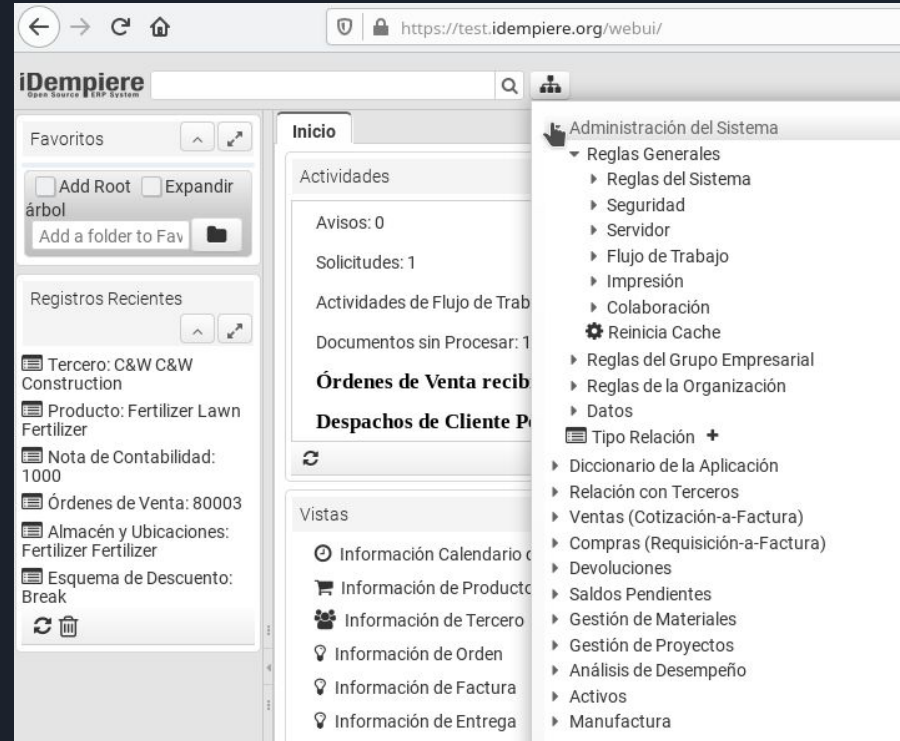 https://test.idempiere.org/webui/
iDempiere
Open Source ERP System
Favoritos
Add Root Expandir
árbol
Add a folder to Fav
Registros Recientes
Tercero: C&W C&W
Construction
Producto: Fertilizer Lawn
Fertilizer
Nota de Contabilidad:
1000
Órdenes de Venta: 80003
Almacén y Ubicaciones:
Fertilizer Fertilizer
Esquema de Descuento:
Break
Inicio
Actividades
Avisos: 0
Solicitudes: 1
Actividades de Flujo de Trab
Documentos sin Procesar: 1
Órdenes de Venta recib
Despachos de Cliente P
Vistas
Información Calendario
Información de Producto
Información de Tercero
Información de Orden
Información de Factura
Información de Entrega
Administración del Sistema
Reglas Generales
Reglas del Sistema
Seguridad
Servidor
Flujo de Trabajo
Impresión
Colaboración
Reinicia Cache
Reglas del Grupo Empresarial
Reglas de la Organización
Datos
Tipo Relación +
Diccionario de la Aplicación
Relación con Terceros
Ventas (Cotización-a-Factura)
Compras (Requisición-a-Factura)
Devoluciones
Saldos Pendientes
Gestión de Materiales
Gestión de Proyectos
Análisis de Desempeño
Activos
Manufactura